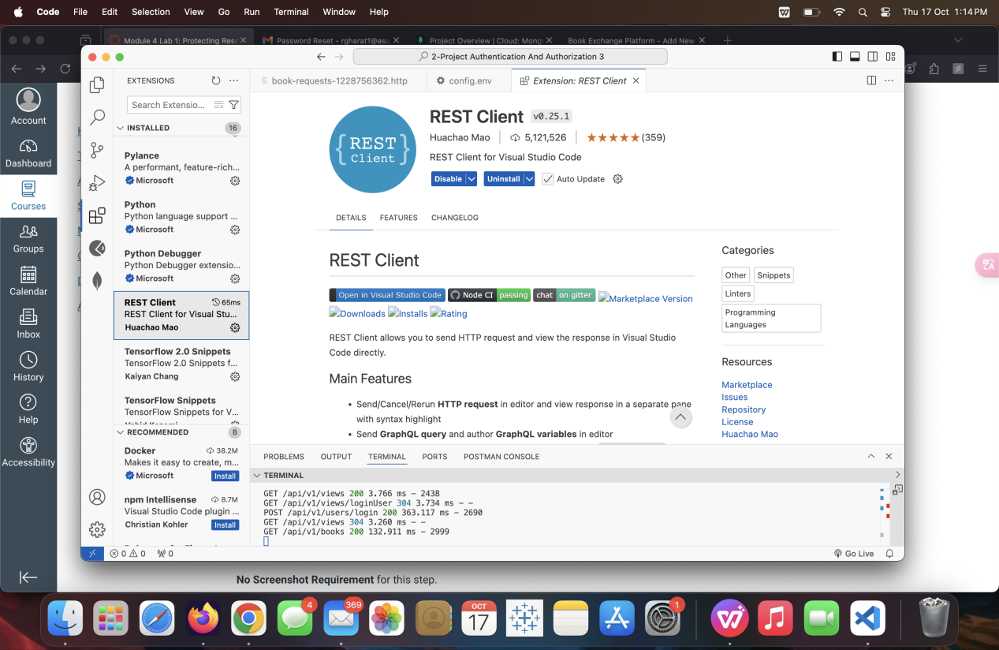 Code File Edit Selection View Go Run Terminal Window Help Thu 17 Oct 1:14 PM
Module 4 Lab 1: Protecting Res
Password Reset - rgharat1@asu
Project Overview | Cloud: Mong
Book Exchange Platform - Add New
2-Project Authentication And Authorization 3
Account
Dashboard
Courses
Groups
Calendar
Inbox
History
Help
Accessibility
EXTENSIONS
Search Extensio...
INSTALLED 16
Pylance
A performant, feature-rich...
Microsoft
Python
Python language support ...
Microsoft
Python Debugger
Python Debugger extensio...
Microsoft
REST Client 65ms
REST Client for Visual Stu...
Huachao Mao
Tensorflow 2.0 Snippets
TensorFlow 2.0 Snippets f...
Kaiyan Chang
TensorFlow Snippets
TensorFlow Snippets for V...
RECOMMENDED 8
Docker 38.2M
Makes it easy to create, m...
Microsoft Install
npm Intellisense 8.7M
Visual Studio Code plugin ...
Christian Kohler Install
book-requests-1228756362.http
config.env
Extension: REST Client
{REST Client}
REST Client v0.25.1
Huachao Mao 5,121,526 (359)
REST Client for Visual Studio Code
Disable Uninstall Auto Update
DETAILS FEATURES CHANGELOG
REST Client
Open in Visual Studio Code Node CI passing chat on gitter Marketplace Version
Downloads Installs Rating
REST Client allows you to send HTTP request and view the response in Visual Studio
Code directly.
Main Features
• Send/Cancel/Rerun HTTP request in editor and view response in a separate pane
with syntax highlight
• Send GraphQL query and author GraphQL variables in editor
Categories
Other Snippets
Linters
Programming
Languages
Resources
Marketplace
Issues
Repository
License
Huachao Mao
PROBLEMS OUTPUT TERMINAL PORTS POSTMAN CONSOLE
TERMINAL
GET /api/v1/views 200 3.766 ms - 2438
GET /api/v1/views/loginUser 304 3.734 ms - -
POST /api/v1/users/login 200 363.117 ms - 2690
GET /api/v1/views 304 3.260 ms - -
GET /api/v1/books 200 132.911 ms - 2999
0 0 0 Go Live
No Screenshot Requirement for this step.
4
369
OCT
17
1